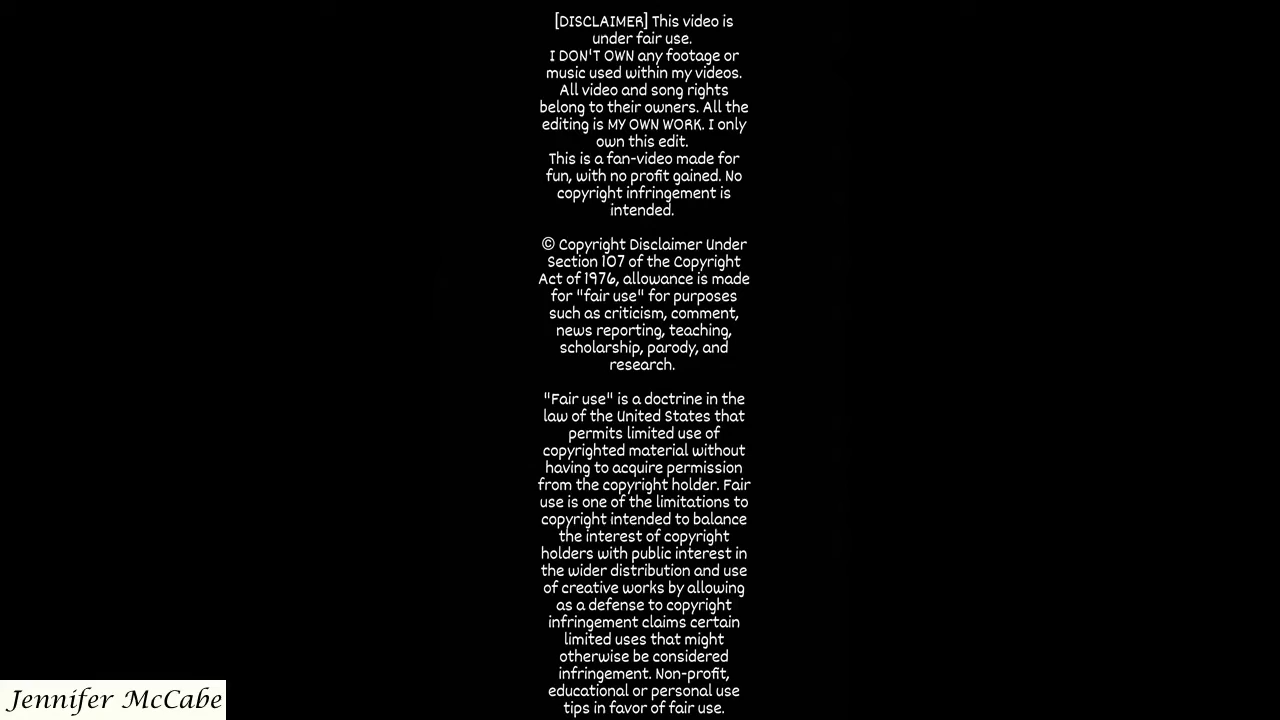 [DISCLAIMER] This video is
under fair use.
I DON'T OWN any footage or
music used within my videos.
All video and song rights
belong to their owners. All the
editing is MY OWN WORK. I only
own this edit.
This is a fan-video made for
fun, with no profit gained. No
copyright infringement is
intended.
© Copyright Disclaimer Under
Section 107 of the Copyright
Act of 1976, allowance is made
for "fair use" for purposes
such as criticism, comment,
news reporting, teaching,
scholarship, parody, and
research.
"Fair use" is a doctrine in the
law of the United States that
permits limited use of
copyrighted material without
having to acquire permission
from the copyright holder. Fair
use is one of the limitations to
copyright intended to balance
the interest of copyright
holders with public interest in
the wider distribution and use
of creative works by allowing
as a defense to copyright
infringement claims certain
limited uses that might
otherwise be considered
infringement. Non-profit,
educational or personal use
tips in favor of fair use.
Jennifer McCabe